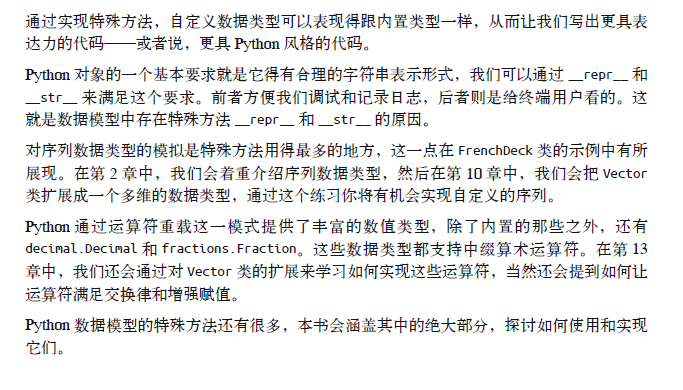 通过实现特殊方法，自定义数据类型可以表现得跟内置类型一样，从而让我们写出更具表
达力的代码——或者说，更具 Python 风格的代码。
Python 对象的一个基本要求就是它得有合理的字符串表示形式，我们可以通过 __repr__ 和
__str__ 来满足这个要求。前者方便我们调试和记录日志，后者则是给终端用户看的。这
就是数据模型中存在特殊方法 __repr__ 和 __str__ 的原因。
对序列数据类型的模拟是特殊方法用得最多的地方，这一点在 FrenchDeck 类的示例中有所
展现。在第 2 章中，我们会着重介绍序列数据类型，然后在第 10 章中，我们会把 Vector
类扩展成一个多维的数据类型，通过这个练习你将有机会实现自定义的序列。
Python 通过运算符重载这一模式提供了丰富的数值类型，除了内置的那些之外，还有
decimal.Decimal 和 fractions.Fraction。这些数据类型都支持中缀算术运算符。在第 13
章中，我们还会通过对 Vector 类的扩展来学习如何实现这些运算符，当然还会提到如何让
运算符满足交换律和增强赋值。
Python 数据模型的特殊方法还有很多，本书会涵盖其中的绝大部分，探讨如何使用和实现
它们。